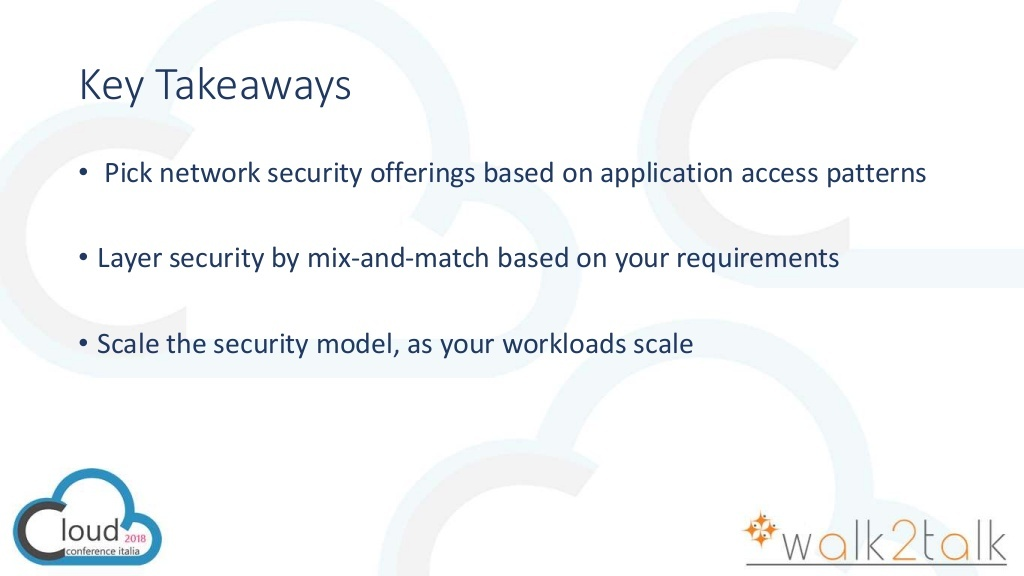 Key Takeaways
• Pick network security offerings based on application access patterns
• Layer security by mix-and-match based on your requirements
• Scale the security model, as your workloads scale
Cloud 2018
conference italia
walk2talk